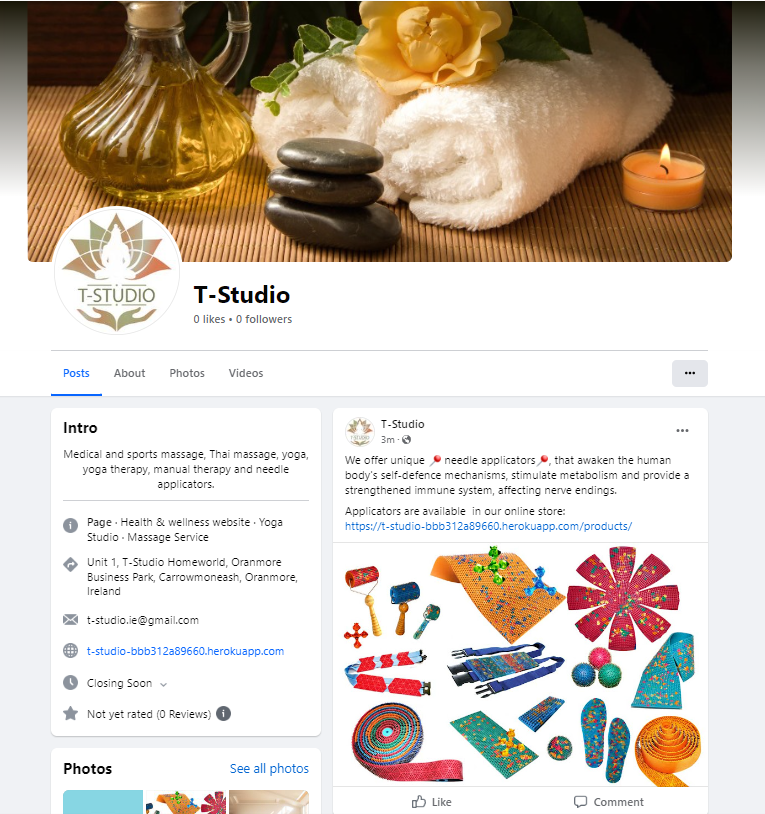 T-STUDIO
T-Studio
0 likes • 0 followers
Posts
About
Photos
Videos
Intro
Medical and sports massage, Thai massage, yoga,
yoga therapy, manual therapy and needle
applicators.
Page · Health & wellness website · Yoga
Studio · Massage Service
Unit 1, T-Studio Homeworld, Oranmore
Business Park, Carrowmoneash, Oranmore,
Ireland
t-studio.ie@gmail.com
t-studio-bbb312a89660.herokuapp.com
Closing Soon
Not yet rated (0 Reviews)
Photos
See all photos
T-Studio
3m ·
We offer unique 📍 needle applicators📍, that awaken the human
body's self-defence mechanisms, stimulate metabolism and provide a
strengthened immune system, affecting nerve endings.
Applicators are available in our online store:
https://t-studio-bbb312a89660.herokuapp.com/products/
Like
Comment